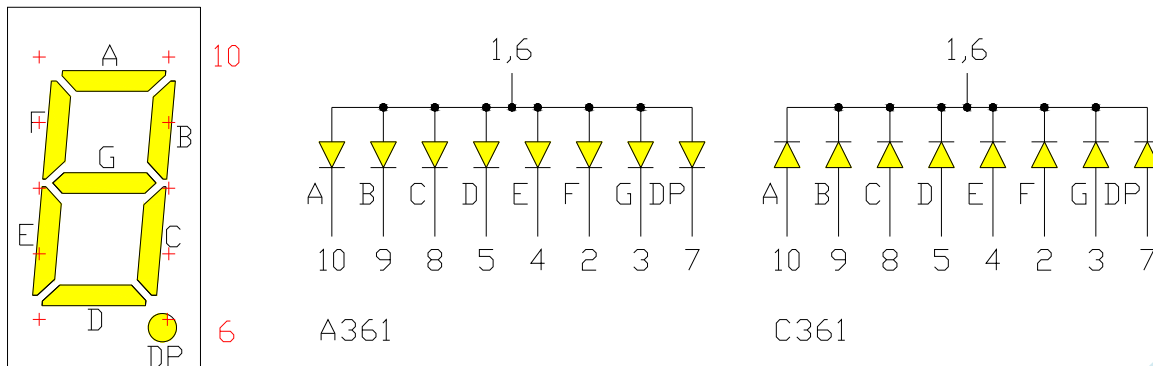 A
10
F
B
G
E
C
D
6
DP
1,6
A B C D E F G DP
10 9 8 5 4 2 3 7
A361
1,6
A B C D E F G DP
10 9 8 5 4 2 3 7
C361